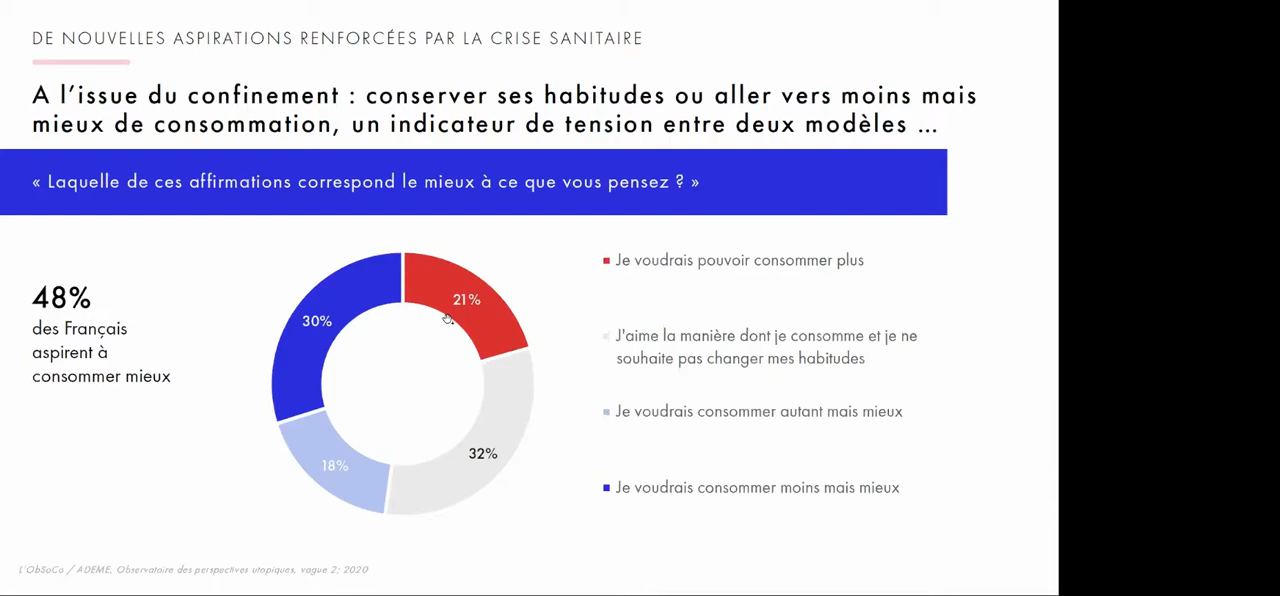 DE NOUVELLES ASPIRATIONS RENFORCÉES PAR LA CRISE SANITAIRE
A l'issue du confinement : conserver ses habitudes ou aller vers moins mais
mieux de consommation, un indicateur de tension entre deux modèles ...
« Laquelle de ces affirmations correspond le mieux à ce que vous pensez ? »
48%
des Français
aspirent à
consommer mieux
30%
21%
18%
32%
Je voudrais pouvoir consommer plus
J'aime la manière dont je consomme et je ne
souhaite pas changer mes habitudes
Je voudrais consommer autant mais mieux
Je voudrais consommer moins mais mieux
L'ObSoCo / ADEME, Observatoire des perspectives utopiques, vague 2; 2020